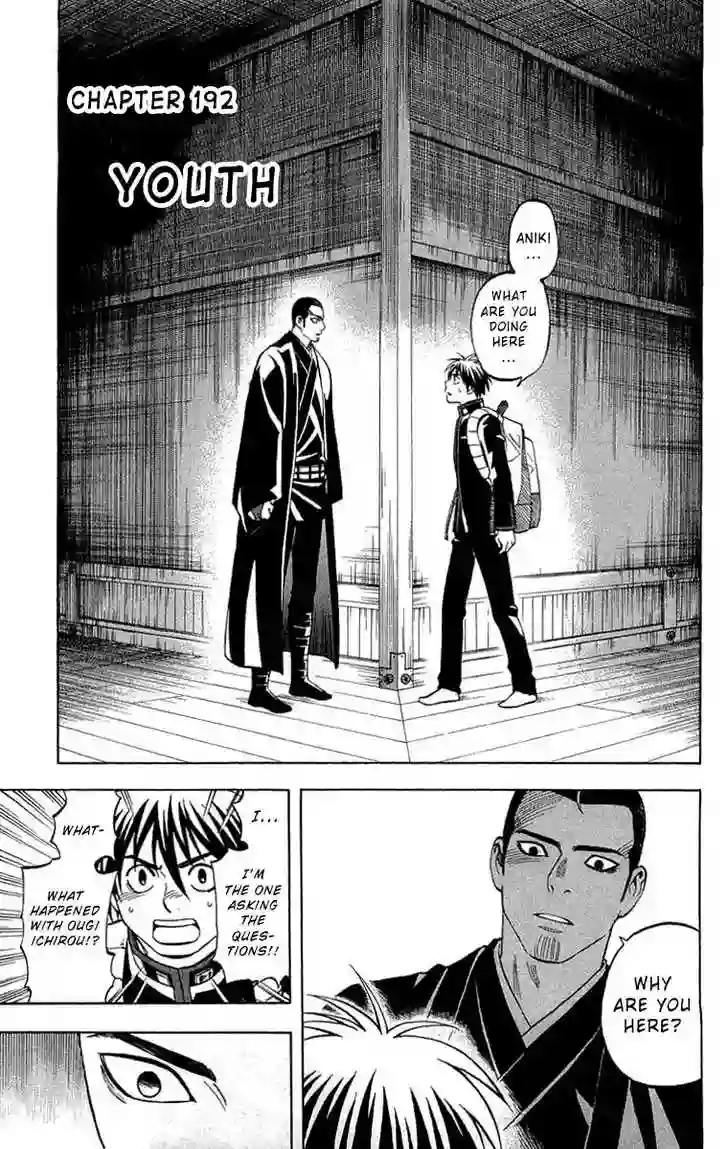 CHAPTER 192
YOUTH
ANIKI
...
WHAT
ARE YOU
DOING
HERE
...
WHY
ARE YOU
HERE?
I...
I'M
THE ONE
ASKING
THE
QUES-
TIONS!!
WHAT-
WHAT
HAPPENED
WITH OUGI
ICHIROU!?